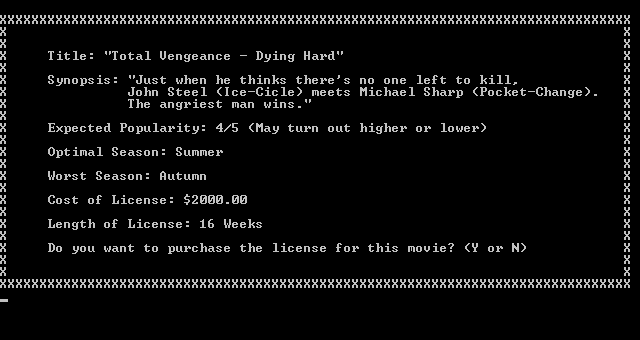 XXXXXXXXXXXXXXXXXXXXXXXXXXXXXXXXXXXXXXXXXXXXXXXXXXXXXXXXXXXXXXXXXXXXXXXXXXXXXXX
X X
X X
X Title: "Total Vengeance - Dying Hard" X
X X
X Synopsis: "Just when he thinks there's no one left to kill, X
X John Steel (Ice-Cicle) meets Michael Sharp (Pocket-Change). X
X The angriest man wins." X
X X
X Expected Popularity: 4/5 (May turn out higher or lower) X
X X
X Optimal Season: Summer X
X X
X Worst Season: Autumn X
X X
X Cost of License: $2000.00 X
X X
X Length of License: 16 Weeks X
X X
X Do you want to purchase the license for this movie? (Y or N) X
X X
X X
XXXXXXXXXXXXXXXXXXXXXXXXXXXXXXXXXXXXXXXXXXXXXXXXXXXXXXXXXXXXXXXXXXXXXXXXXXXXXXX